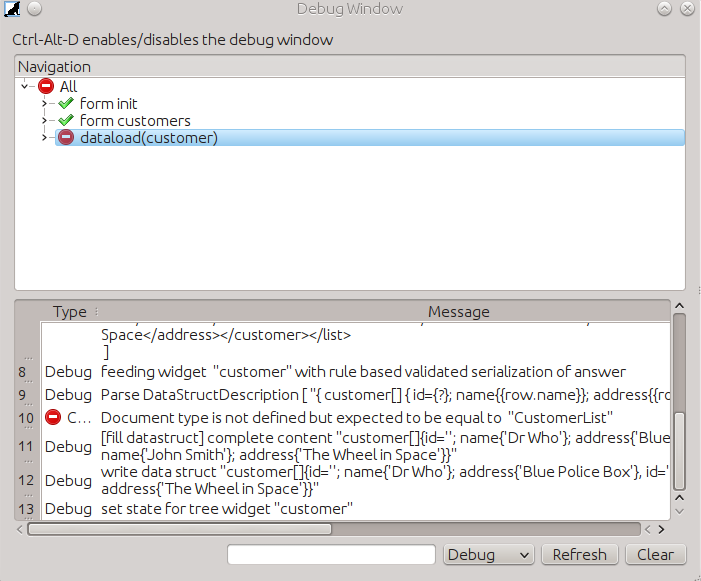 Debug Window
Ctrl-Alt-D enables/disables the debug window
Navigation
All
form init
form customers
dataload(customer)
Type Message
Space</address></customer></list>
]
8 Debug feeding widget "customer" with rule based validated serialization of answer
9 Debug Parse DataStructDescription [ "{ customer[] { id={?}; name{{row.name}}; address{{ro
10 C... Document type is not defined but expected to be equal to "CustomerList"
11 Debug [fill datastruct] complete content "customer[]{id=''; name{'Dr Who'}; address{'Blue
name{'John Smith'}; address{'The Wheel in Space'}}"
12 Debug write data struct "customer[]{id=''; name{'Dr Who'}; address{'Blue Police Box'}, id='
address{'The Wheel in Space'}}"
13 Debug set state for tree widget "customer"
Debug Refresh Clear